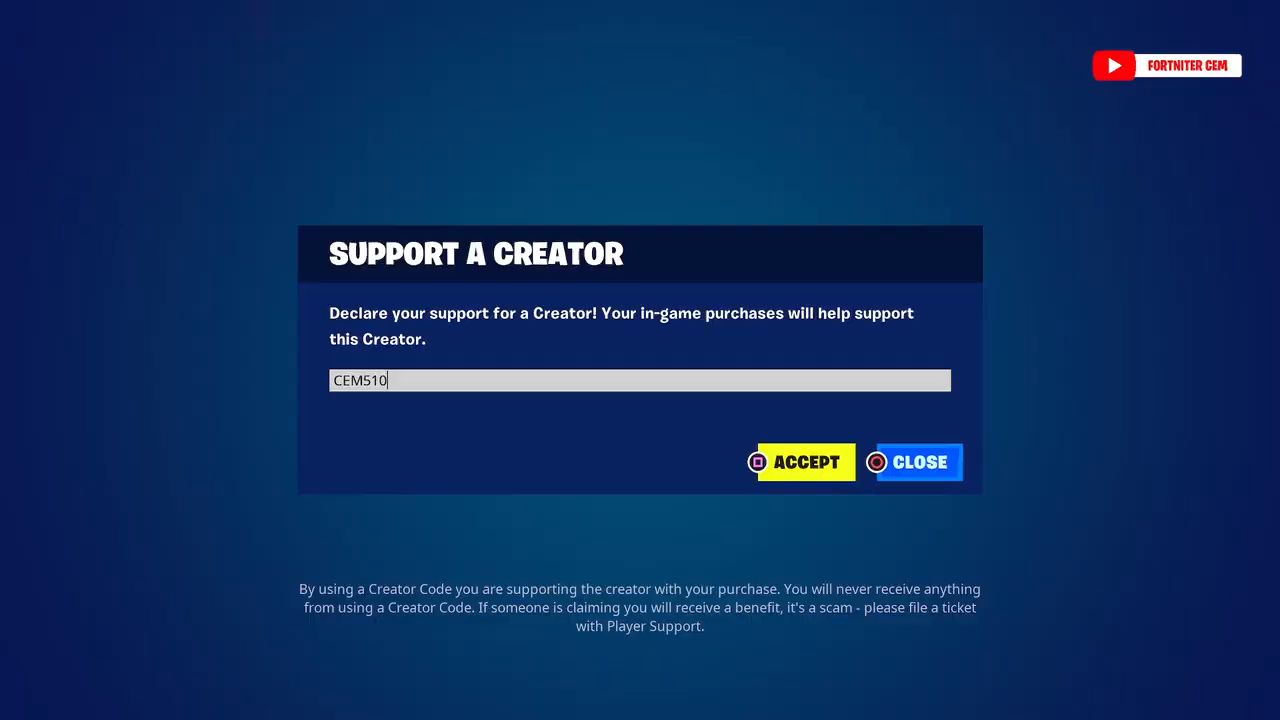 FORTNITER CEM
SUPPORT A CREATOR
Declare your support for a Creator! Your in-game purchases will help support
this Creator.
CEM510
ACCEPT
CLOSE
By using a Creator Code you are supporting the creator with your purchase. You will never receive anything
from using a Creator Code. If someone is claiming you will receive a benefit, it's a scam - please file a ticket
with Player Support.